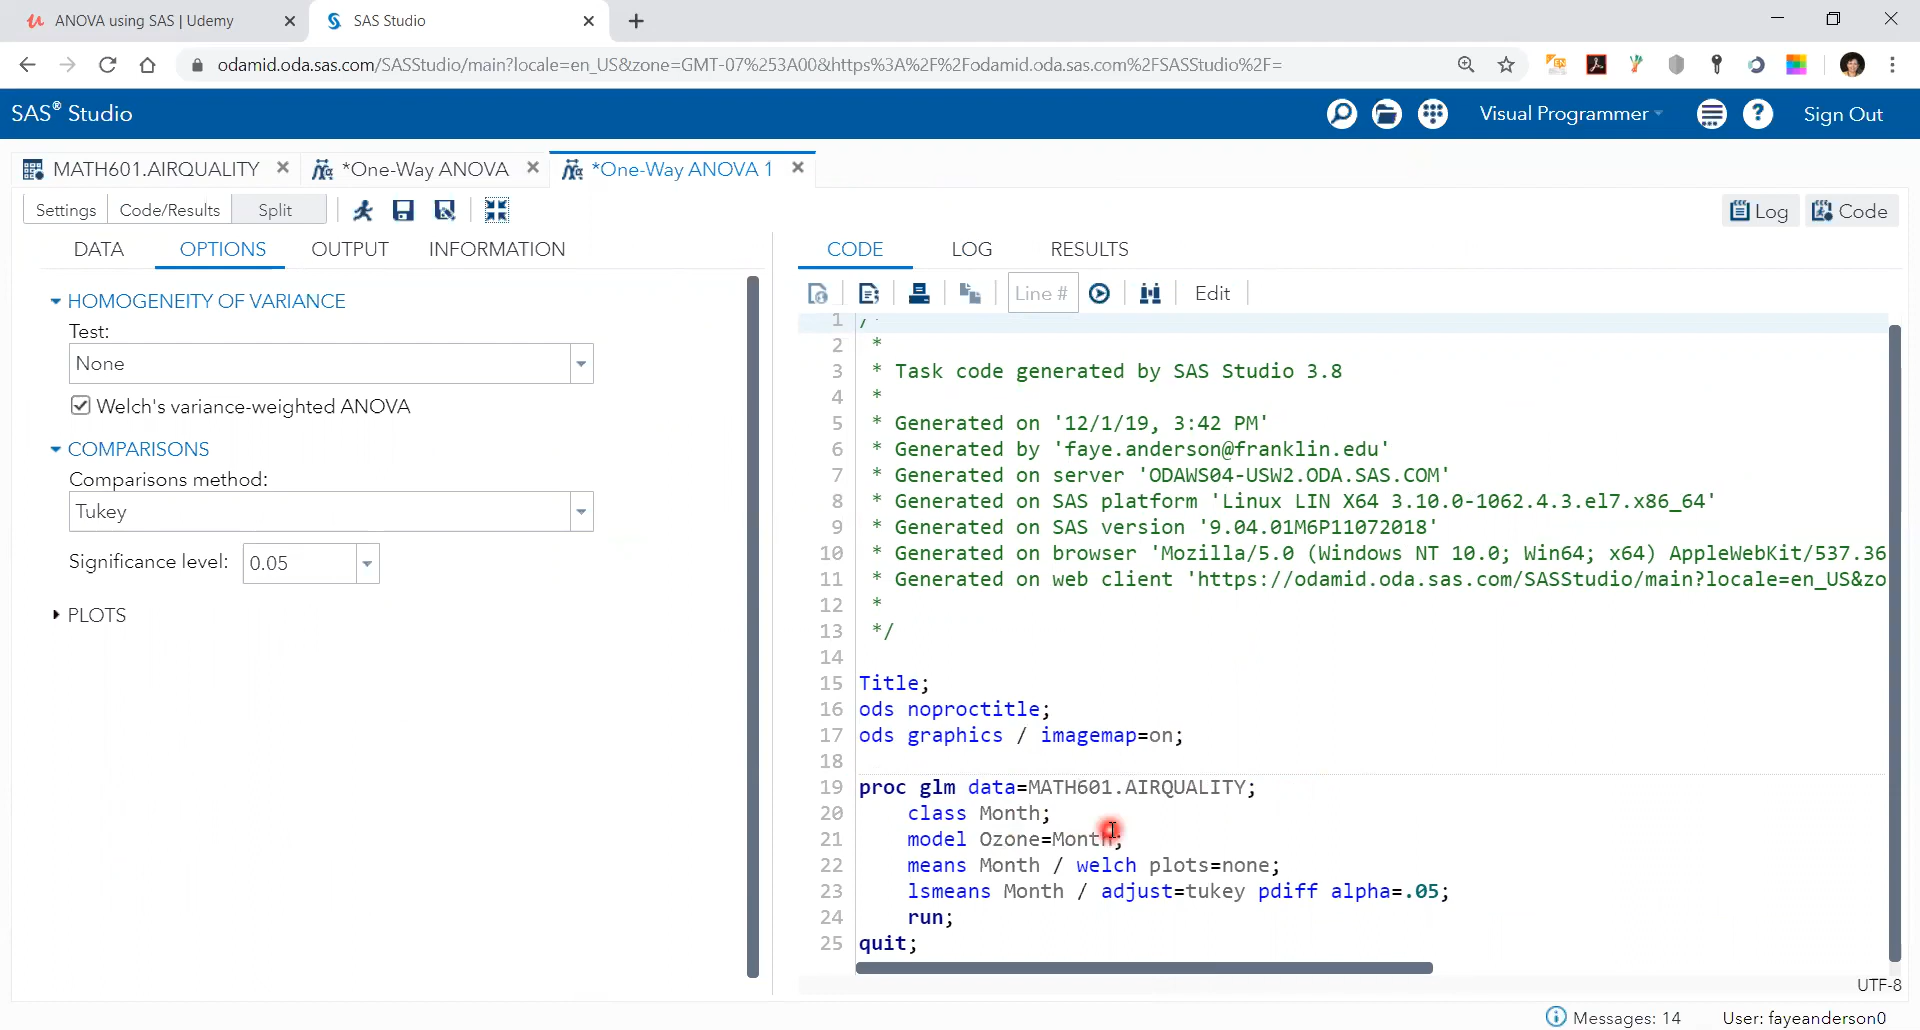 ANOVA using SAS | Udemy
SAS Studio
odamid.oda.sas.com/SASStudio/main?locale=en_US&zone=GMT-07%253A00&https%3A%2F%2Fodamid.oda.sas.com%2FSASStudio%2F=
SAS® Studio
Visual Programmer
Sign Out
MATH601.AIRQUALITY
*One-Way ANOVA
*One-Way ANOVA 1
Settings
Code/Results
Split
Log
Code
DATA
OPTIONS
OUTPUT
INFORMATION
HOMOGENEITY OF VARIANCE
Test:
None
Welch's variance-weighted ANOVA
COMPARISONS
Comparisons method:
Tukey
Significance level: 0.05
PLOTS
CODE
LOG
RESULTS
Line #
Edit
1
2 *
3 * Task code generated by SAS Studio 3.8
4 *
5 * Generated on '12/1/19, 3:42 PM'
6 * Generated by 'faye.anderson@franklin.edu'
7 * Generated on server 'ODAWS04-USW2.ODA.SAS.COM'
8 * Generated on SAS platform 'Linux LIN X64 3.10.0-1062.4.3.el7.x86_64'
9 * Generated on SAS version '9.04.01M6P11072018'
10 * Generated on browser 'Mozilla/5.0 (Windows NT 10.0; Win64; x64) AppleWebKit/537.36
11 * Generated on web client 'https://odamid.oda.sas.com/SASStudio/main?locale=en_US&zo
12 *
13 */
14
15 Title;
16 ods noproctitle;
17 ods graphics / imagemap=on;
18
19 proc glm data=MATH601.AIRQUALITY;
20 class Month;
21 model Ozone=Month;
22 means Month / welch plots=none;
23 lsmeans Month / adjust=tukey pdiff alpha=.05;
24 run;
25 quit;
UTF-8
Messages: 14
User: fayeanderson0